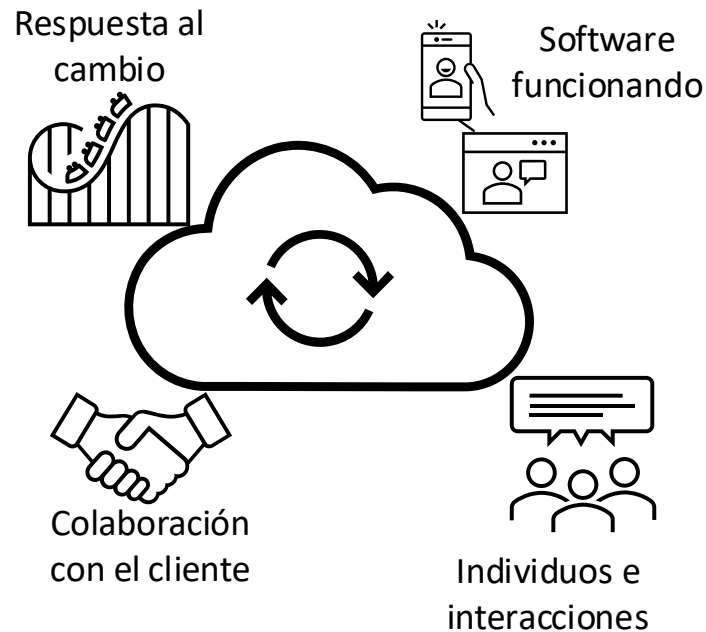 Respuesta al
cambio
Software
funcionando
Colaboración
con el cliente
Individuos e
interacciones